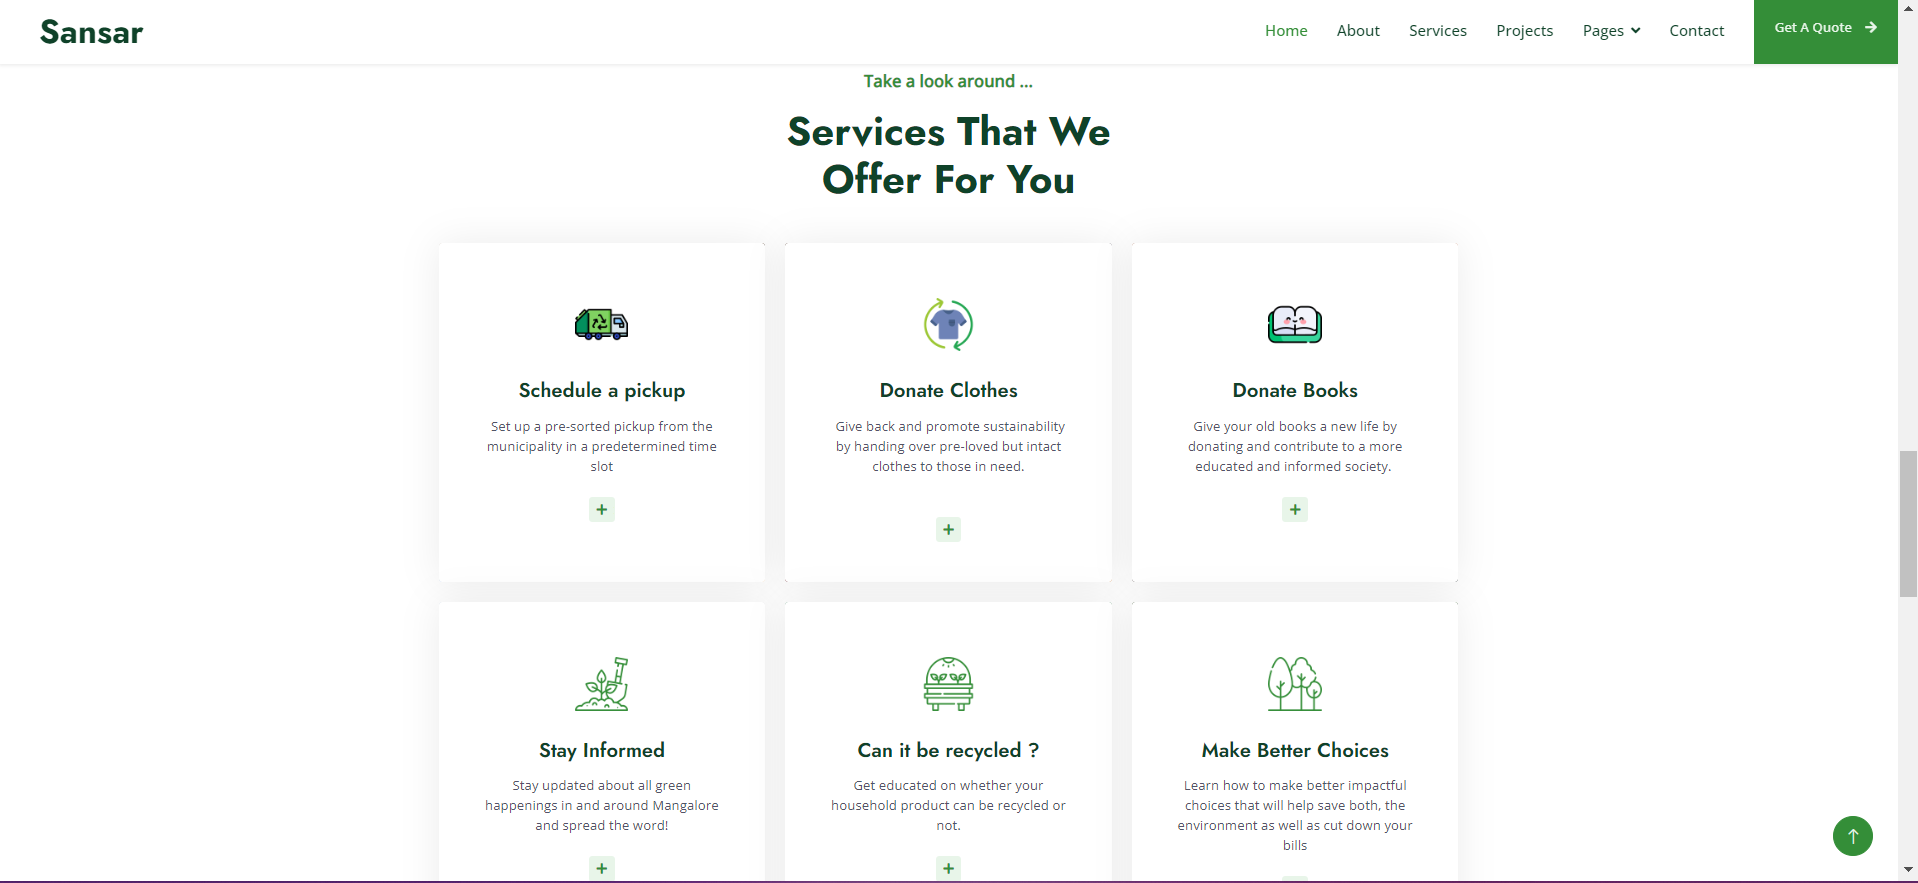 Sansar
Home About Services Projects Pages Contact Get A Quote
Take a look around ...
Services That We
Offer For You
Schedule a pickup
Set up a pre-sorted pickup from the
municipality in a predetermined time
slot
+
Donate Clothes
Give back and promote sustainability
by handing over pre-loved but intact
clothes to those in need.
+
Donate Books
Give your old books a new life by
donating and contribute to a more
educated and informed society.
+
Stay Informed
Stay updated about all green
happenings in and around Mangalore
and spread the word!
+
Can it be recycled ?
Get educated on whether your
household product can be recycled or
not.
+
Make Better Choices
Learn how to make better impactful
choices that will help save both, the
environment as well as cut down your
bills